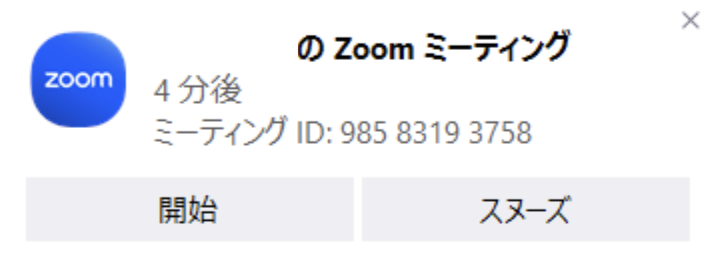 zoom
の Zoom ミーティング
4 分後
ミーティング ID: 985 8319 3758
開始
スヌーズ